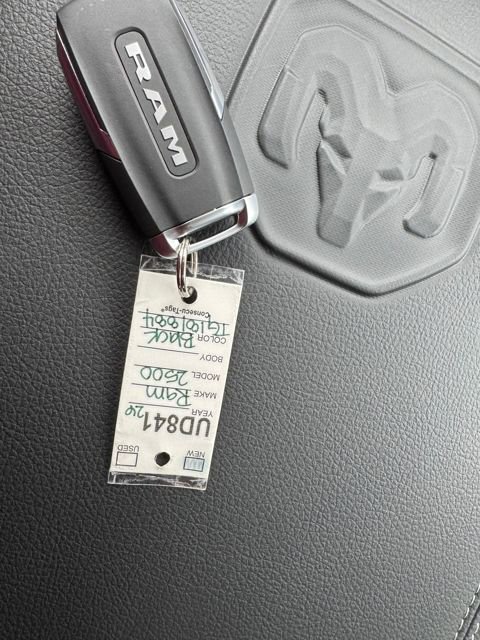 RAM
NEW USED
UD841
YEAR 24
MAKE Ram
MODEL 2500
BODY
COLOR Black
Consecu-Tags®